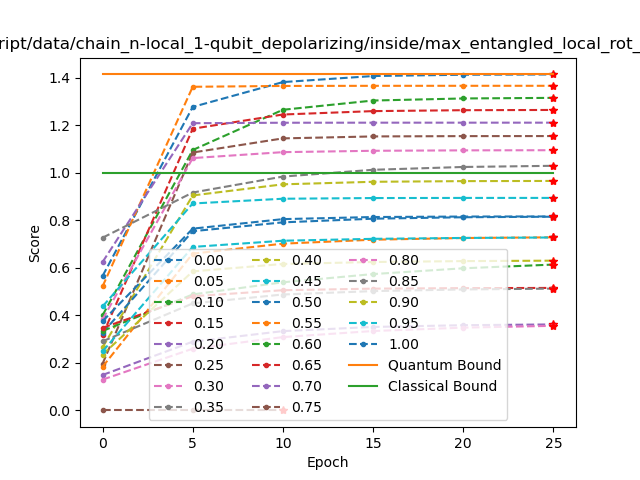 ript/data/chain_n-local_1-qubit_depolarizing/inside/max_entangled_local_rot_
1.4
1.2
1.0
0.8
0.6
0.4
0.2
0.0
Score
0 5 10 15 20 25
Epoch
0.00 0.40 0.80
0.05 0.45 0.85
0.10 0.50 0.90
0.15 0.55 0.95
0.20 0.60 1.00
0.25 0.65 Quantum Bound
0.30 0.70 Classical Bound
0.35 0.75